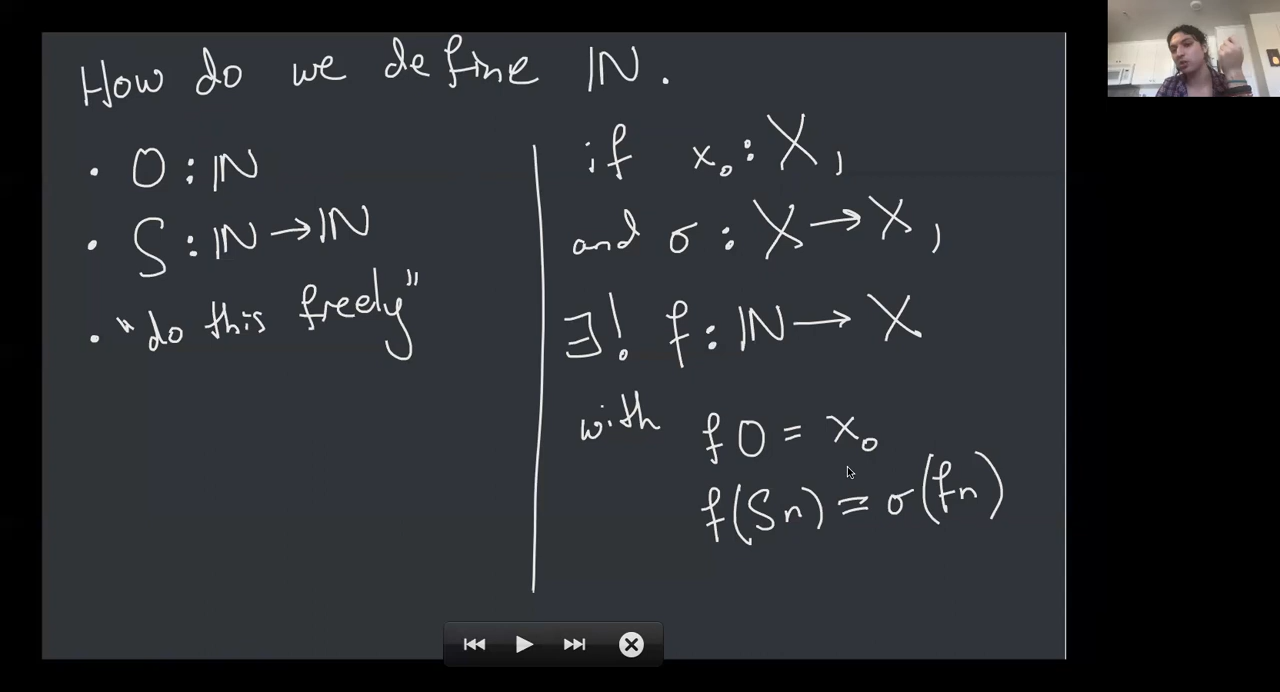 How do we define ℕ.
• 0 : ℕ
• S : ℕ → ℕ
• "do this freely"
if x₀ : X,
and σ : X → X,
∃! f : ℕ → X
with f 0 = x₀
f(Sn) = σ(fn)